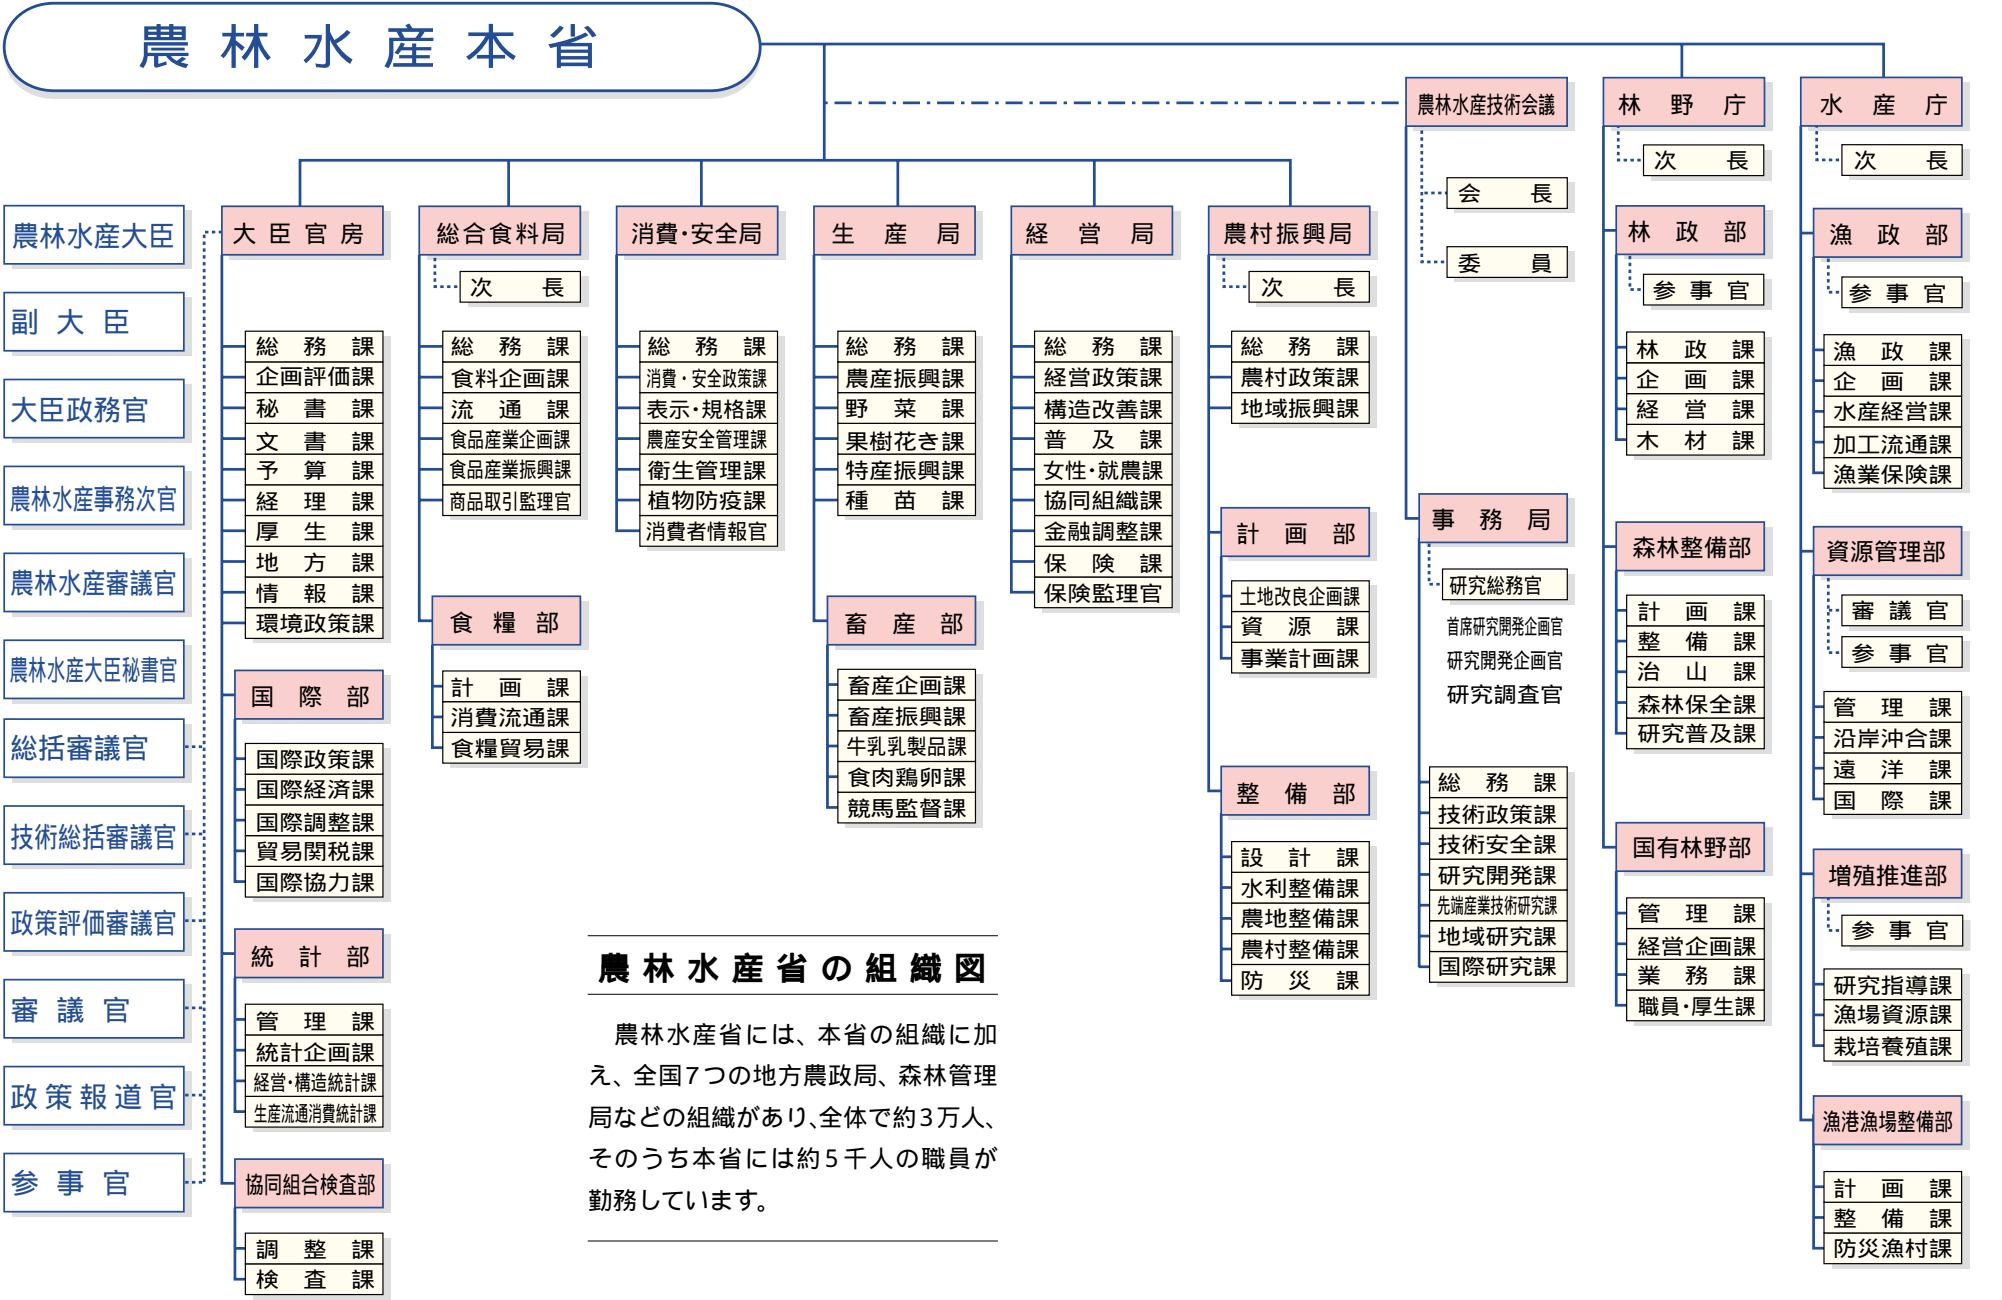 農林水産本省
農林水産大臣
副大臣
大臣政務官
農林水産事務次官
農林水産審議官
農林水産大臣秘書官
総括審議官
技術総括審議官
政策評価審議官
審議官
政策報道官
参事官
大臣官房
総務課
企画評価課
秘書課
文書課
予算課
経理課
厚生課
地方課
情報課
環境政策課
国際部
国際政策課
国際経済課
国際調整課
貿易関税課
国際協力課
統計部
管理課
統計企画課
経営・構造統計課
生産流通消費統計課
協同組合検査部
調整課
検査課
総合食料局
次長
総務課
食料企画課
流通課
食品産業企画課
食品産業振興課
商品取引監理官
食糧部
計画課
消費流通課
食糧貿易課
消費・安全局
総務課
消費・安全政策課
表示・規格課
農産安全管理課
衛生管理課
植物防疫課
消費者情報官
生産局
総務課
農産振興課
野菜課
果樹花き課
特産振興課
種苗課
畜産部
畜産企画課
畜産振興課
牛乳乳製品課
食肉鶏卵課
競馬監督課
経営局
総務課
経営政策課
構造改善課
普及課
女性・就農課
協同組織課
金融調整課
保険課
保険監理官
農村振興局
次長
総務課
農村政策課
地域振興課
計画部
土地改良企画課
資源課
事業計画課
整備部
設計課
水利整備課
農地整備課
農村整備課
防災課
農林水産技術会議
会長
委員
事務局
研究総務官
首席研究開発企画官
研究開発企画官
研究調査官
総務課
技術政策課
技術安全課
研究開発課
先端産業技術研究課
地域研究課
国際研究課
林野庁
次長
林政部
参事官
林政課
企画課
経営課
木材課
森林整備部
計画課
整備課
治山課
森林保全課
研究普及課
国有林野部
管理課
経営企画課
業務課
職員・厚生課
水産庁
次長
漁政部
参事官
漁政課
企画課
水産経営課
加工流通課
漁業保険課
資源管理部
審議官
参事官
管理課
沿岸沖合課
遠洋課
国際課
増殖推進部
参事官
研究指導課
漁場資源課
栽培養殖課
漁港漁場整備部
計画課
整備課
防災漁村課
農林水産省の組織図
農林水産省には、本省の組織に加
え、全国7つの地方農政局、森林管理
局などの組織があり、全体で約3万人、
そのうち本省には約5千人の職員が
勤務しています。